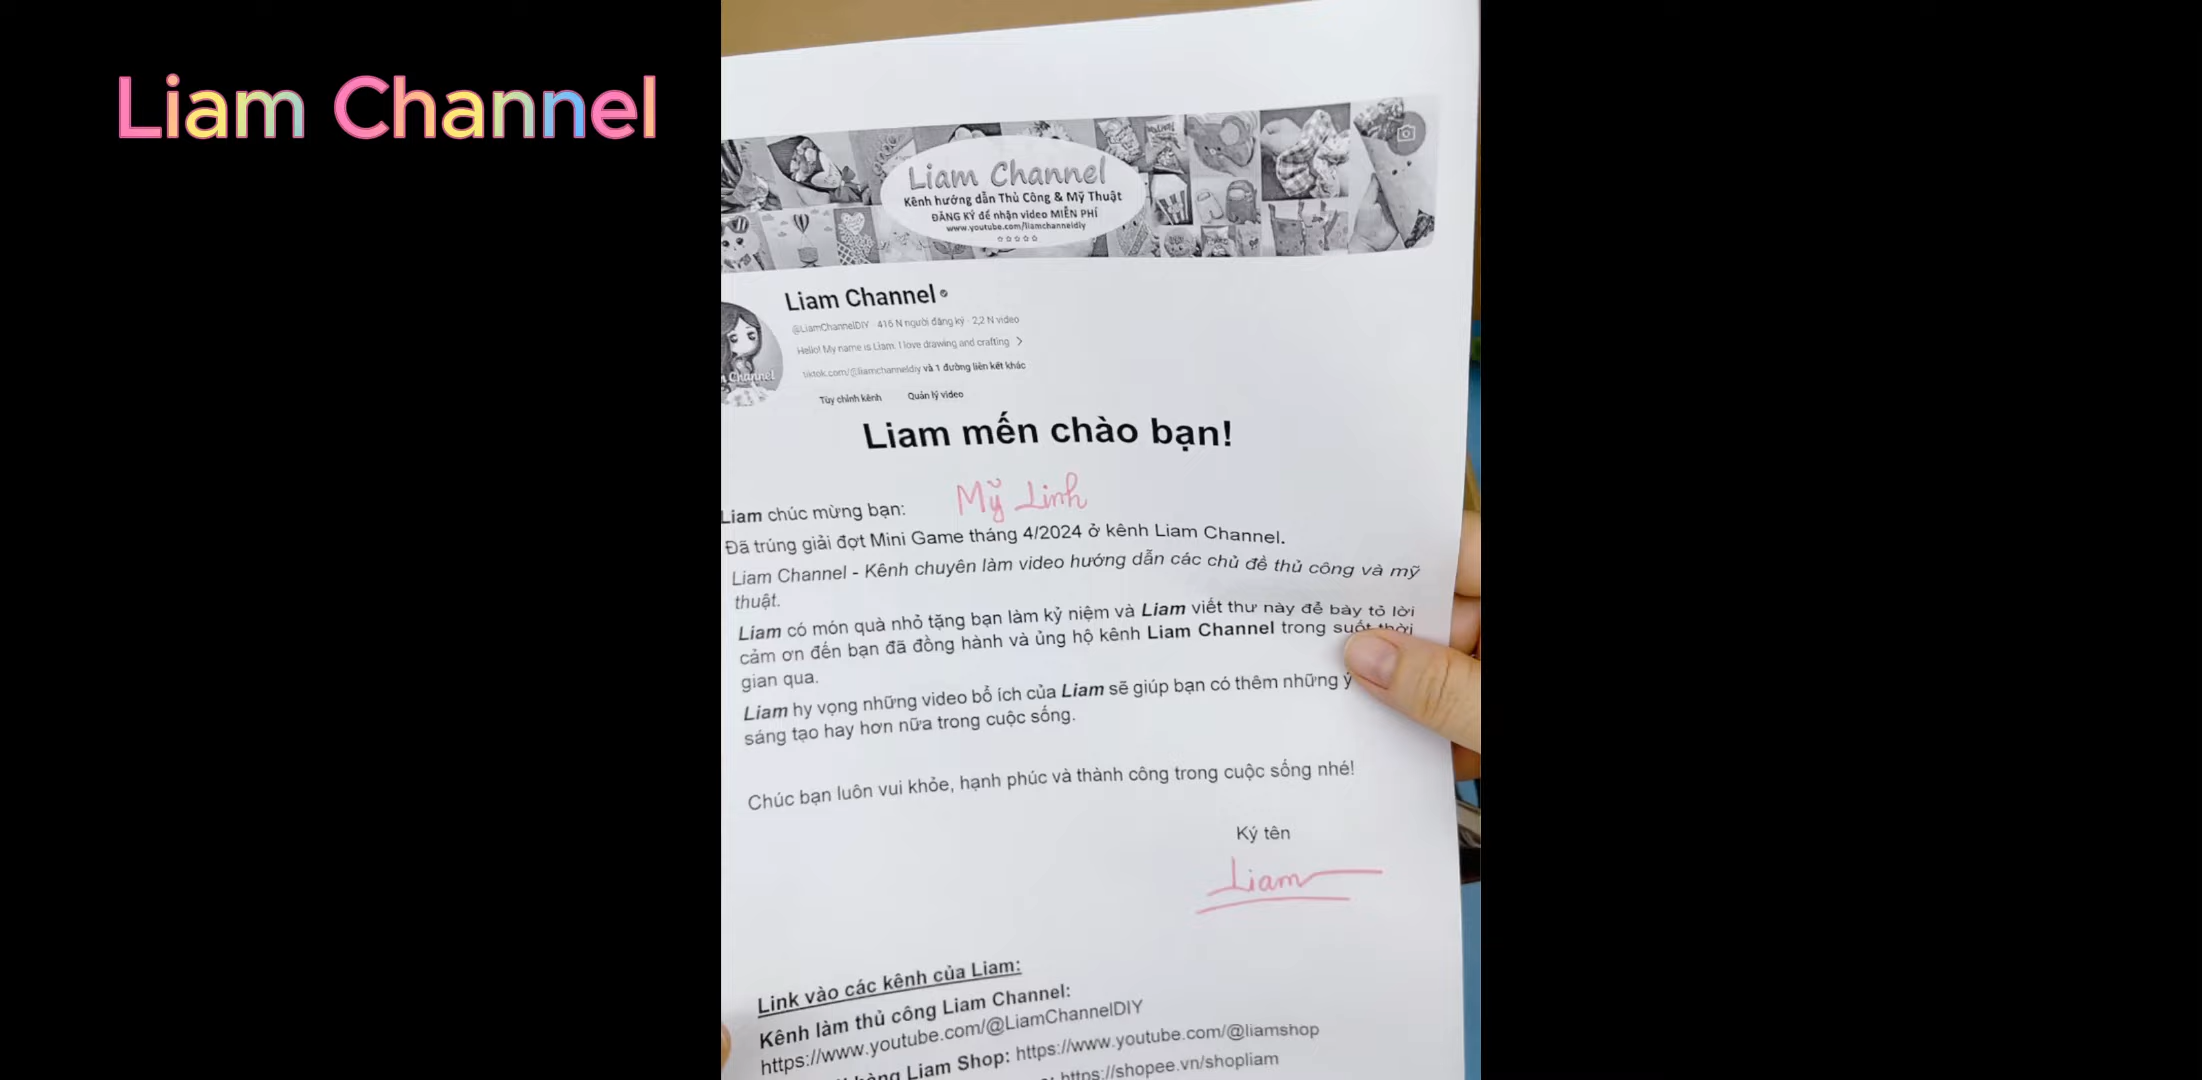 Liam Channel
Liam Channel
Kênh hướng dẫn Thủ Công & Mỹ Thuật
ĐĂNG KÝ để nhận video MIỄN PHÍ
www.youtube.com/liamchanneldiy
Liam Channel
@LiamChannelDIY 416 N người đăng ký · 2,2 N video
Hello! My name is Liam. I love drawing and crafting >
Channel
tiktok.com/@liamchanneldiy và 1 đường liên kết khác
Tùy chỉnh kênh Quản lý video
Liam mến chào bạn!
Liam chúc mừng bạn: Mỹ Linh
Đã trúng giải đợt Mini Game tháng 4/2024 ở kênh Liam Channel.
Liam Channel - Kênh chuyên làm video hướng dẫn các chủ đề thủ công và mỹ
thuật.
Liam có món quà nhỏ tặng bạn làm kỷ niệm và Liam viết thư này để bày tỏ lời
cảm ơn đến bạn đã đồng hành và ủng hộ kênh Liam Channel trong suốt thời
gian qua.
Liam hy vọng những video bổ ích của Liam sẽ giúp bạn có thêm những ý
sáng tạo hay hơn nữa trong cuộc sống.
Chúc bạn luôn vui khỏe, hạnh phúc và thành công trong cuộc sống nhé!
Ký tên
Liam
Link vào các kênh của Liam:
Kênh làm thủ công Liam Channel:
https://www.youtube.com/@LiamChannelDIY
Liam Shop: https://www.youtube.com/@liamshop
https://shopee.vn/shopliam